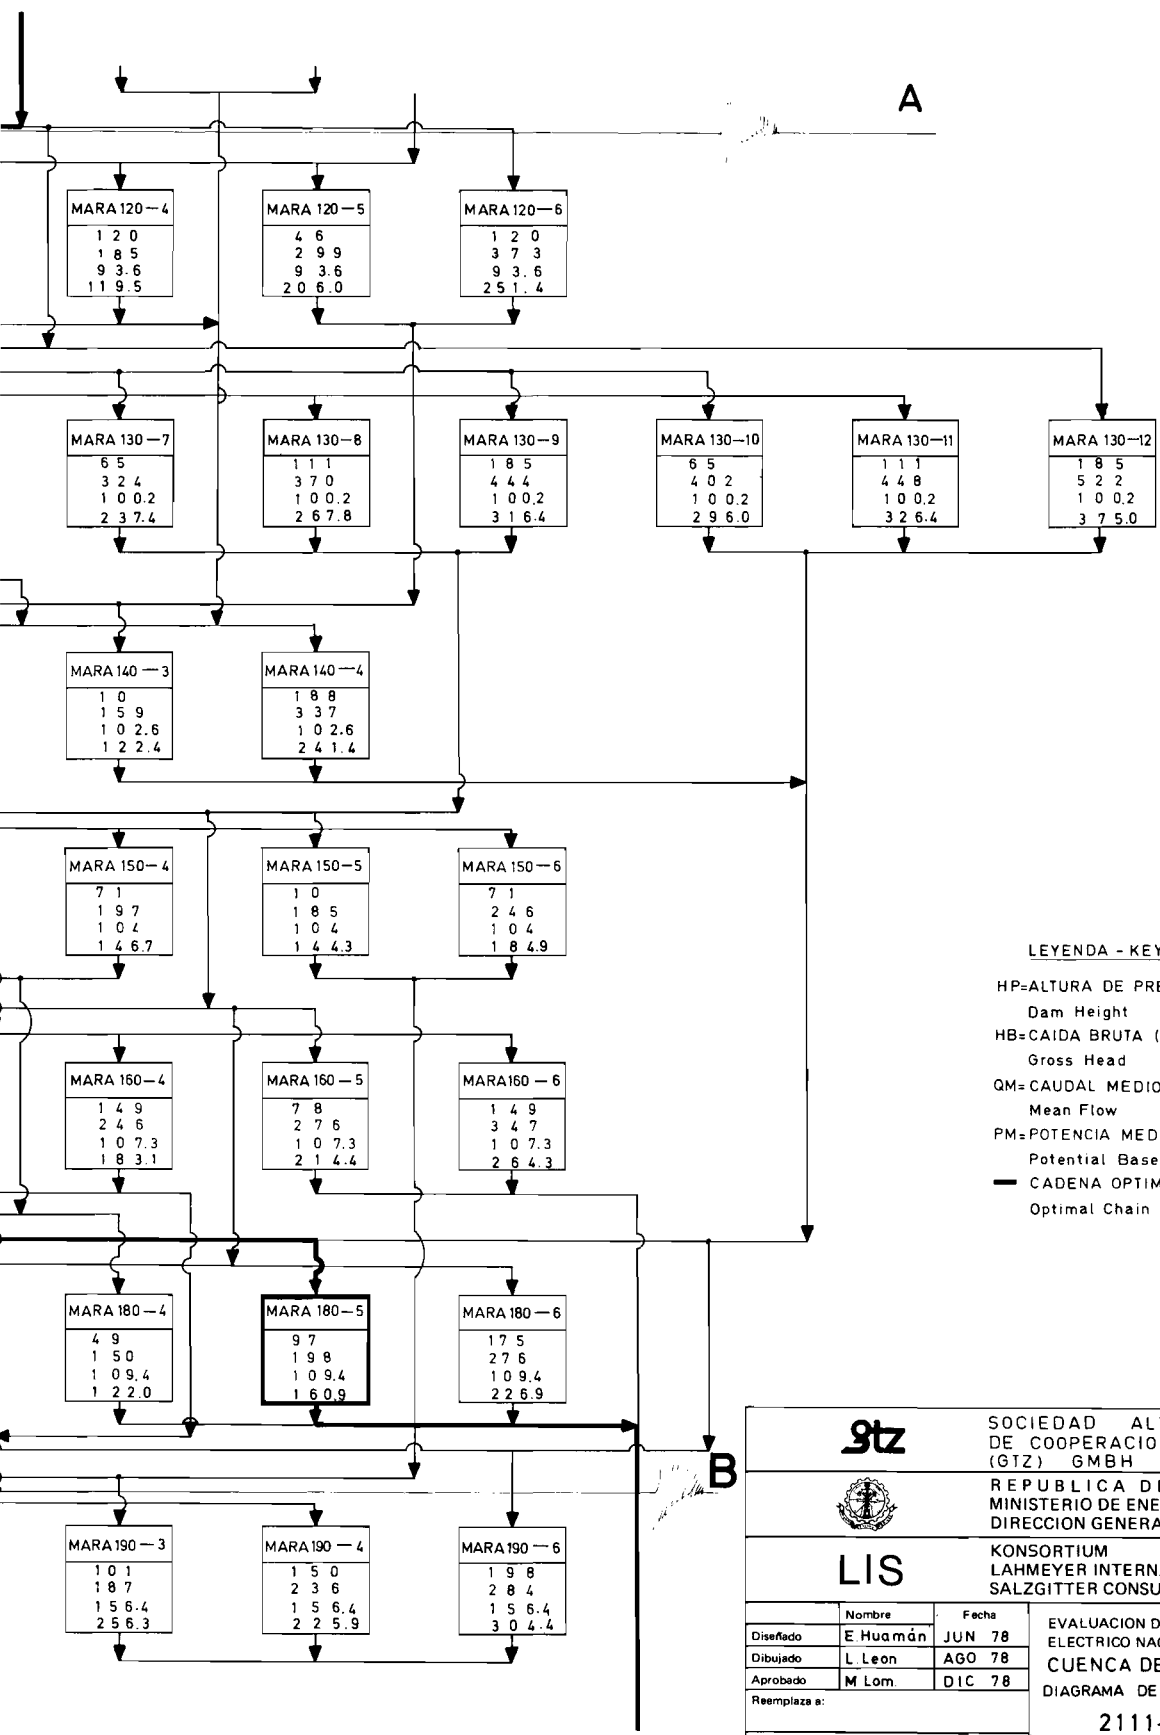 A
MARA 120—4
120
185
93.6
119.5
MARA 120—5
46
299
93.6
206.0
MARA 120—6
120
373
93.6
251.4
MARA 130—7
65
324
100.2
237.4
MARA 130—8
111
370
100.2
267.8
MARA 130—9
185
444
100.2
316.4
MARA 130—10
65
402
100.2
296.0
MARA 130—11
111
448
100.2
326.4
MARA 130—12
185
522
100.2
375.0
MARA 140—3
10
159
102.6
122.4
MARA 140—4
188
337
102.6
241.4
MARA 150—4
71
197
104
146.7
MARA 150—5
10
185
104
144.3
MARA 150—6
71
246
104
184.9
LEYENDA - KEY
HP=ALTURA DE PRE
Dam Height
HB=CAIDA BRUTA (
Gross Head
QM=CAUDAL MEDIO
Mean Flow
PM=POTENCIA MED
Potential Base
CADENA OPTIM
Optimal Chain
MARA 160—4
149
246
107.3
183.1
MARA 160—5
78
276
107.3
214.4
MARA 160—6
149
347
107.3
264.3
MARA 180—4
49
150
109.4
122.0
MARA 180—5
97
198
109.4
160.9
MARA 180—6
175
276
109.4
226.9
B
MARA 190—3
101
187
156.4
256.3
MARA 190—4
150
236
156.4
225.9
MARA 190—6
198
284
156.4
304.4
gtz
SOCIEDAD AL
DE COOPERACIO
(GTZ) GMBH
REPUBLICA D
MINISTERIO DE ENE
DIRECCION GENERA
LIS
KONSORTIUM
LAHMEYER INTERN
SALZGITTER CONSU
Nombre Fecha
Diseñado E. Huamán JUN 78
Dibujado L. Leon AGO 78
Aprobado M Lom. DIC 78
Reemplaza a:
EVALUACION D
ELECTRICO NAC
CUENCA DE
DIAGRAMA DE
2111-